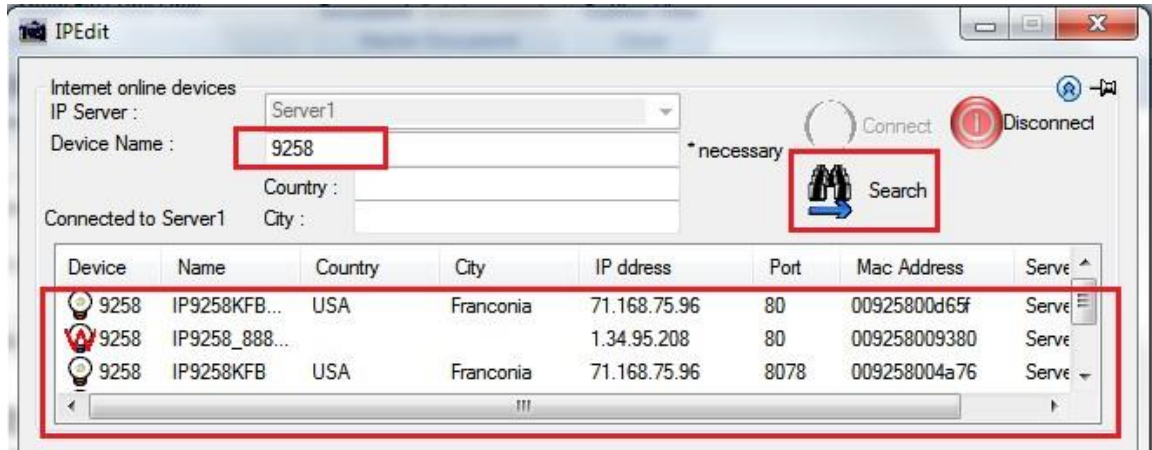 IPEdit
Internet online devices
IP Server : Server1
Connect Disconnect
Device Name : 9258 * necessary
Country : Search
Connected to Server1 City :
Device Name Country City IP ddress Port Mac Address Serve
9258 IP9258KFB... USA Franconia 71.168.75.96 80 00925800d65f Serve
9258 IP9258_888... 1.34.95.208 80 009258009380 Serve
9258 IP9258KFB USA Franconia 71.168.75.96 8078 009258004a76 Serve